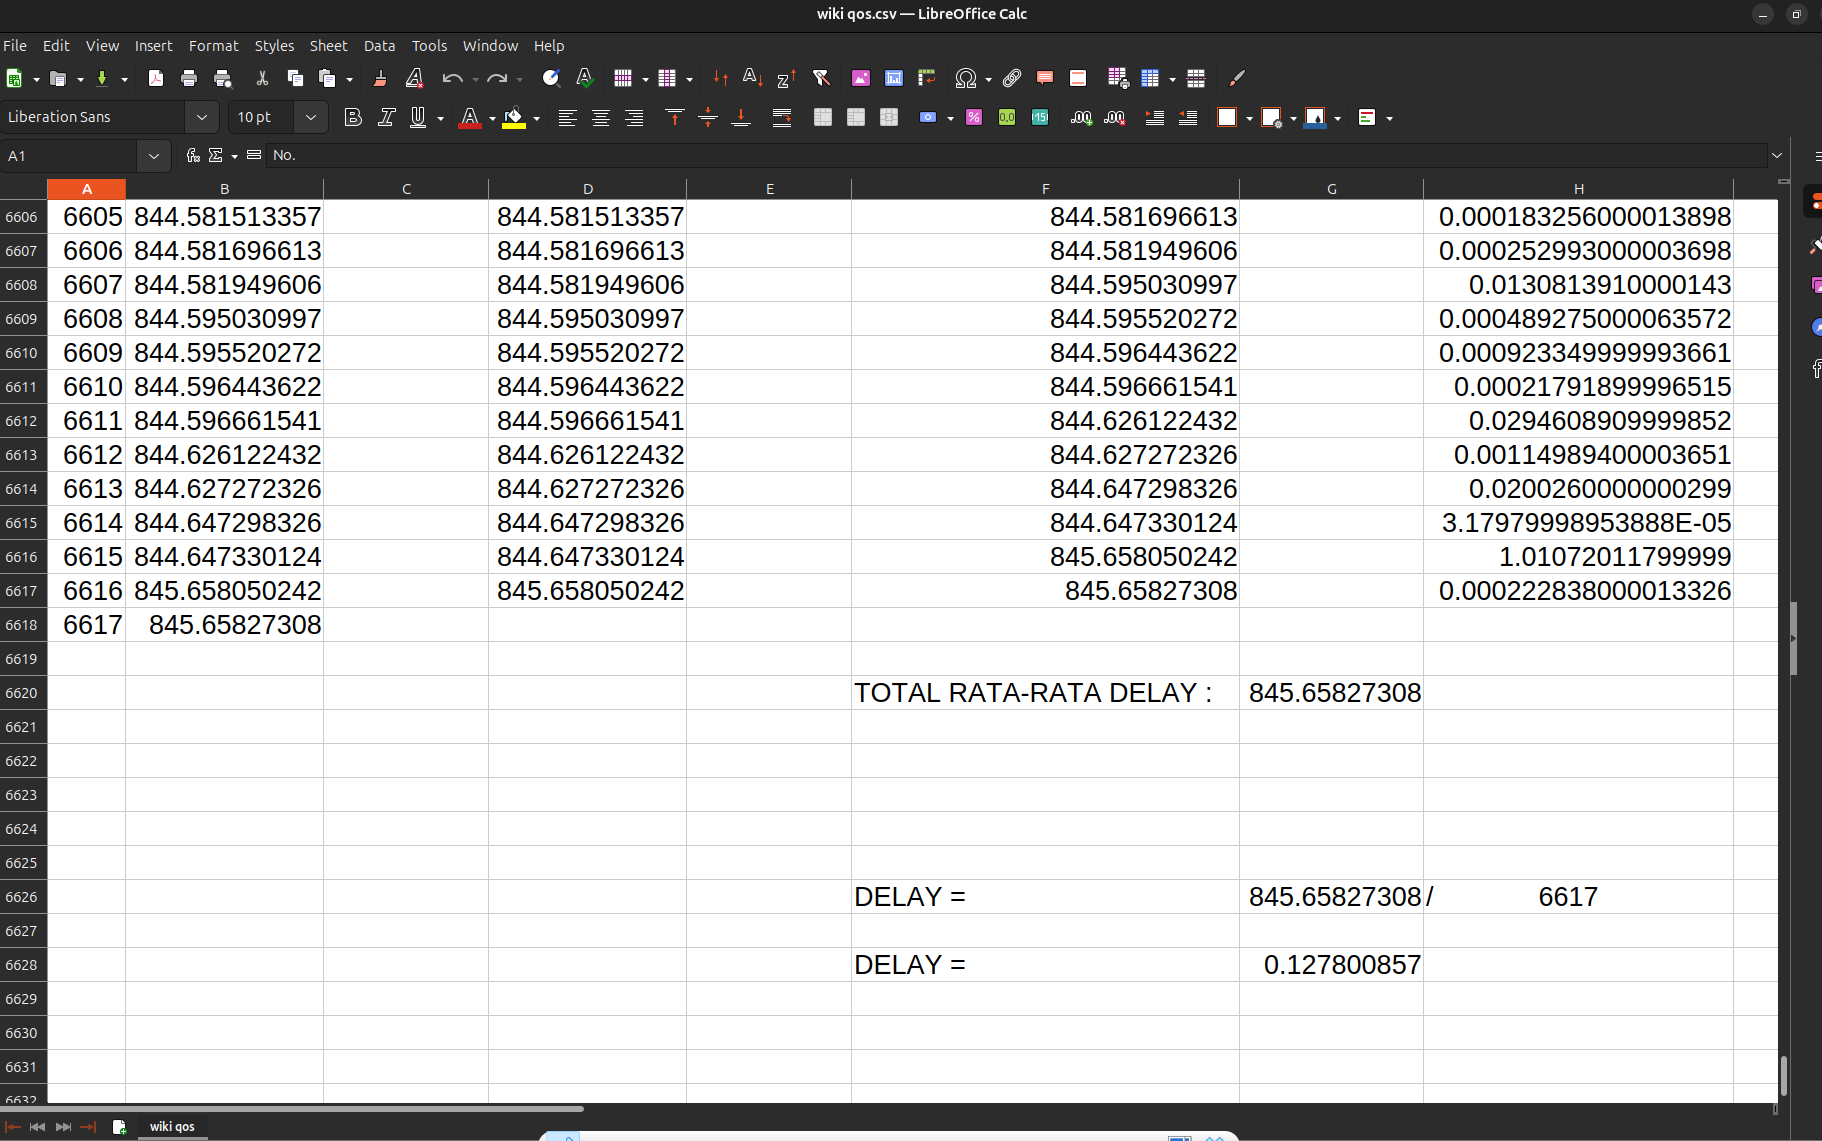 wiki qos.csv — LibreOffice Calc
File Edit View Insert Format Styles Sheet Data Tools Window Help
Liberation Sans 10 pt
A1 No.
A B C D E F G H
6606 6605 844.581513357 844.581513357 844.581696613 0.000183256000013898
6607 6606 844.581696613 844.581696613 844.581949606 0.000252993000003698
6608 6607 844.581949606 844.581949606 844.595030997 0.0130813910000143
6609 6608 844.595030997 844.595030997 844.595520272 0.000489275000063572
6610 6609 844.595520272 844.595520272 844.596443622 0.000923349999993661
6611 6610 844.596443622 844.596443622 844.596661541 0.00021791899996515
6612 6611 844.596661541 844.596661541 844.626122432 0.0294608909999852
6613 6612 844.626122432 844.626122432 844.627272326 0.00114989400003651
6614 6613 844.627272326 844.627272326 844.647298326 0.0200260000000299
6615 6614 844.647298326 844.647298326 844.647330124 3.17979998953888E-05
6616 6615 844.647330124 844.647330124 845.658050242 1.01072011799999
6617 6616 845.658050242 845.658050242 845.65827308 0.000222838000013326
6618 6617 845.65827308
6619
6620 TOTAL RATA-RATA DELAY : 845.65827308
6621
6622
6623
6624
6625
6626 DELAY = 845.65827308 / 6617
6627
6628 DELAY = 0.127800857
6629
6630
6631
6632
wiki qos